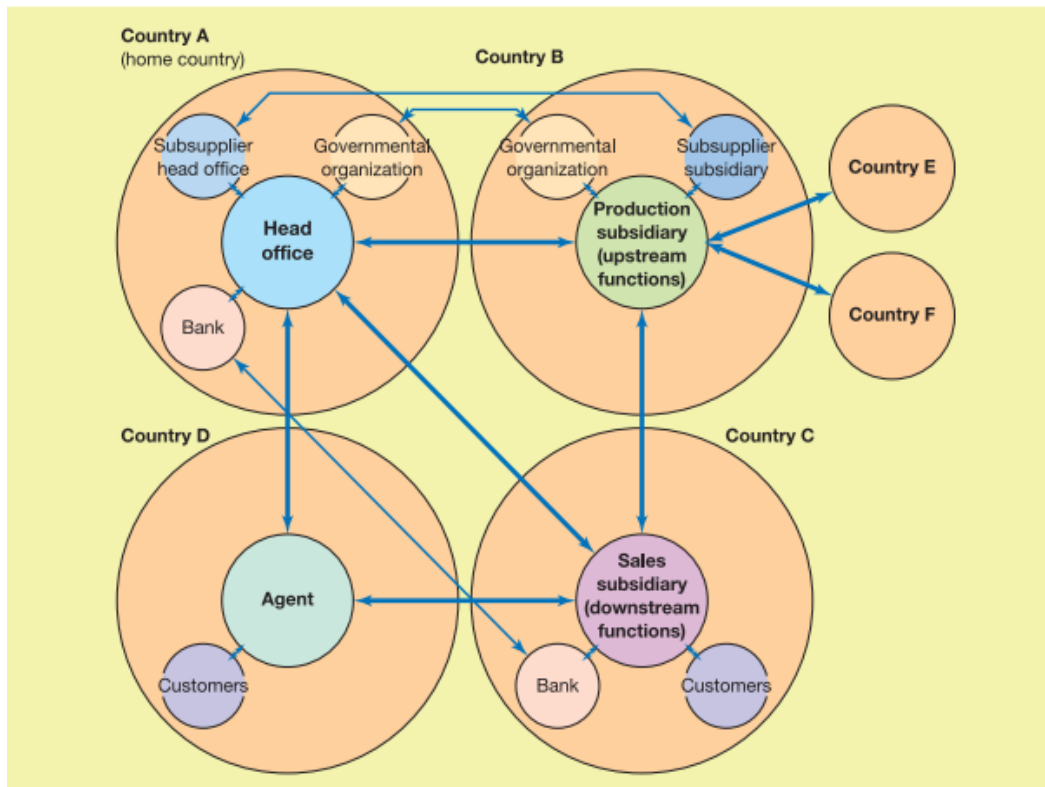 Country A
(home country)
Country B
Subsupplier
head office
Governmental
organization
Governmental
organization
Subsupplier
subsidiary
Country E
Head
office
Production
subsidiary
(upstream
functions)
Bank
Country F
Country D
Country C
Agent
Sales
subsidiary
(downstream
functions)
Customers
Bank
Customers